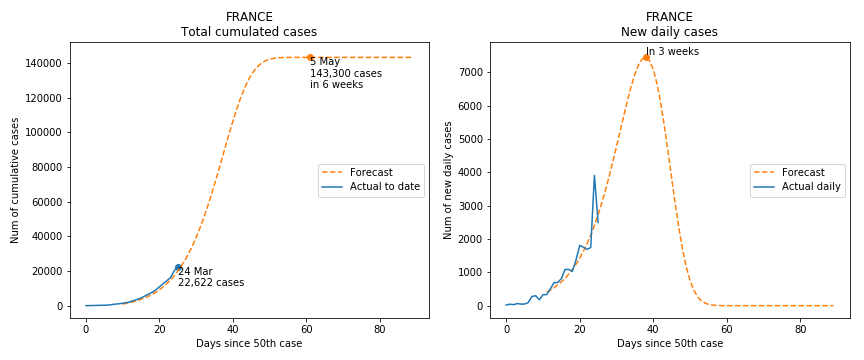 FRANCE
Total cumulated cases
Num of cumulative cases
140000
120000
100000
80000
60000
40000
20000
0
5 May
143,300 cases
in 6 weeks
Forecast
Actual to date
24 Mar
22,622 cases
0
20
40
60
80
Days since 50th case
FRANCE
New daily cases
Num of new daily cases
7000
6000
5000
4000
3000
2000
1000
0
In 3 weeks
Forecast
Actual daily
0
20
40
60
80
Days since 50th case